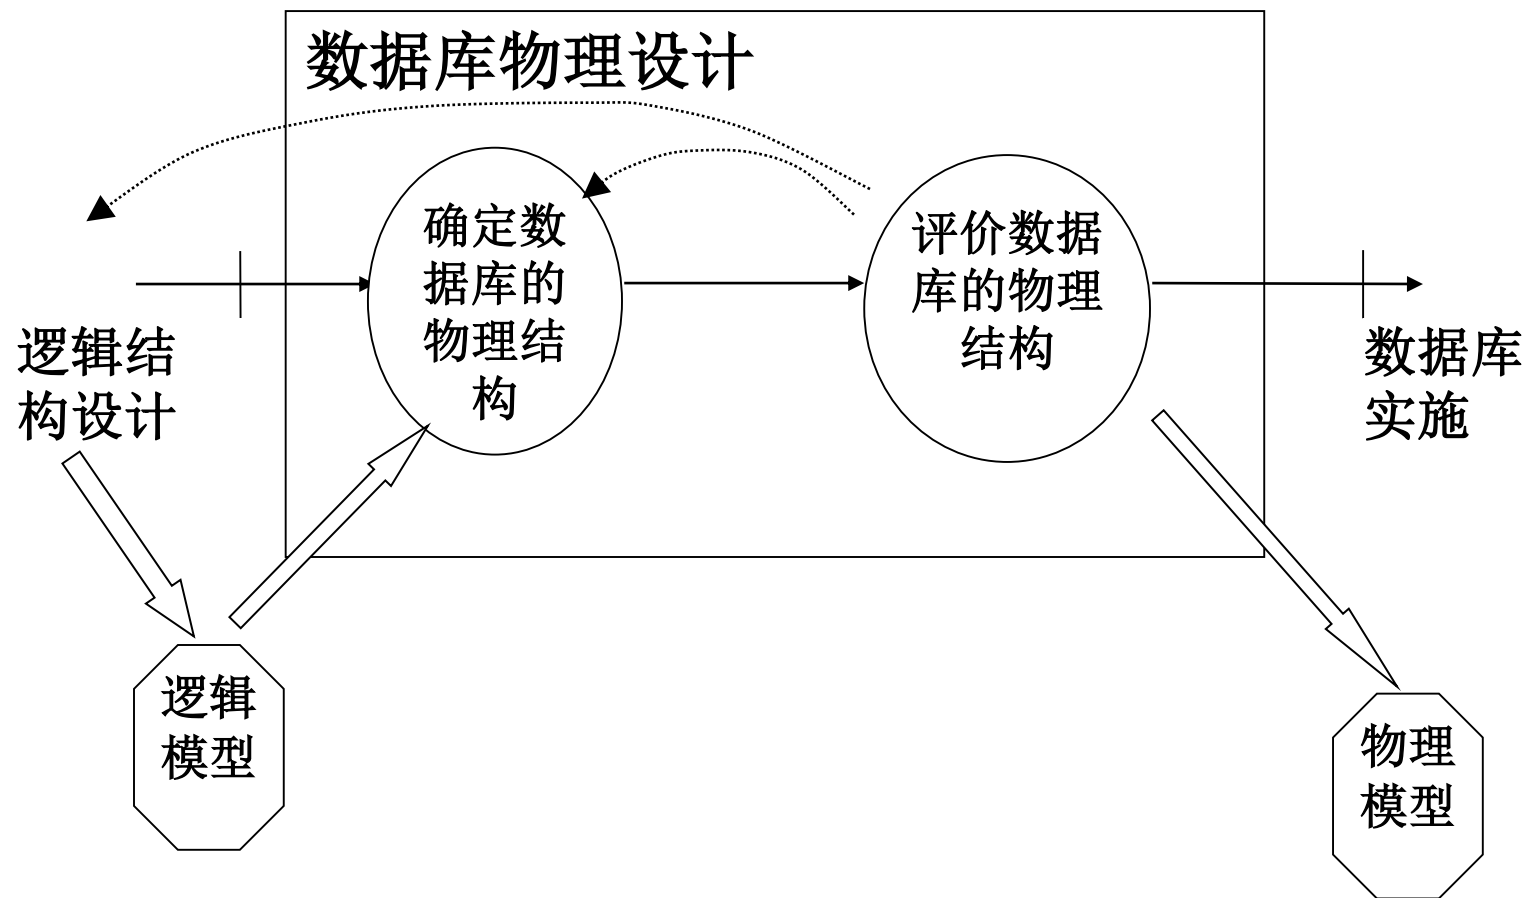 数据库物理设计
确定数
据库的
物理结
构
评价数据
库的物理
结构
逻辑结
构设计
数据库
实施
逻辑
模型
物理
模型